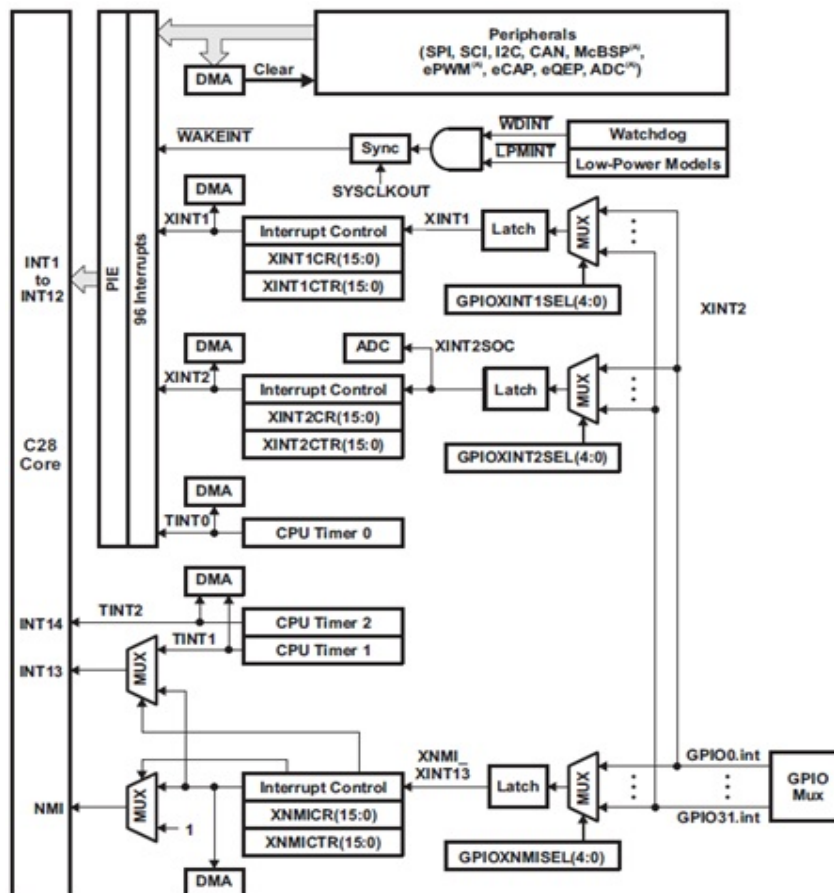 Peripherals
(SPI, SCI, I2C, CAN, McBSP(A),
ePWM(A), eCAP, eQEP, ADC(A))
DMA
Clear
WAKEINT
Sync
SYSCLKOUT
WDINT
LPMINT
Watchdog
Low-Power Models
DMA
XINT1
Interrupt Control
XINT1CR(15:0)
XINT1CTR(15:0)
XINT1
Latch
MUX
GPIOXINT1SEL(4:0)
INT1
to
INT12
PIE
96 Interrupts
XINT2
DMA
XINT2
Interrupt Control
XINT2CR(15:0)
XINT2CTR(15:0)
ADC
XINT2SOC
Latch
MUX
GPIOXINT2SEL(4:0)
C28
Core
DMA
TINT0
CPU Timer 0
DMA
INT14
TINT2
CPU Timer 2
TINT1
CPU Timer 1
INT13
MUX
NMI
MUX
1
Interrupt Control
XNMICR(15:0)
XNMICTR(15:0)
DMA
XNMI_
XINT13
Latch
MUX
GPIOXNMISEL(4:0)
GPIO0.int
GPIO31.int
GPIO
Mux